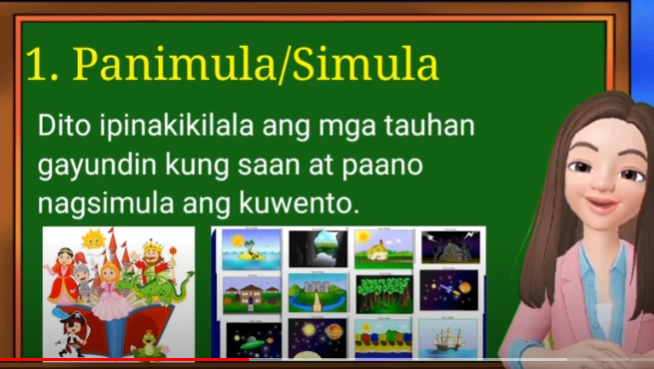 1. Panimula/Simula
Dito ipinakikilala ang mga tauhan
gayundin kung saan at paano
nagsimula ang kuwento.